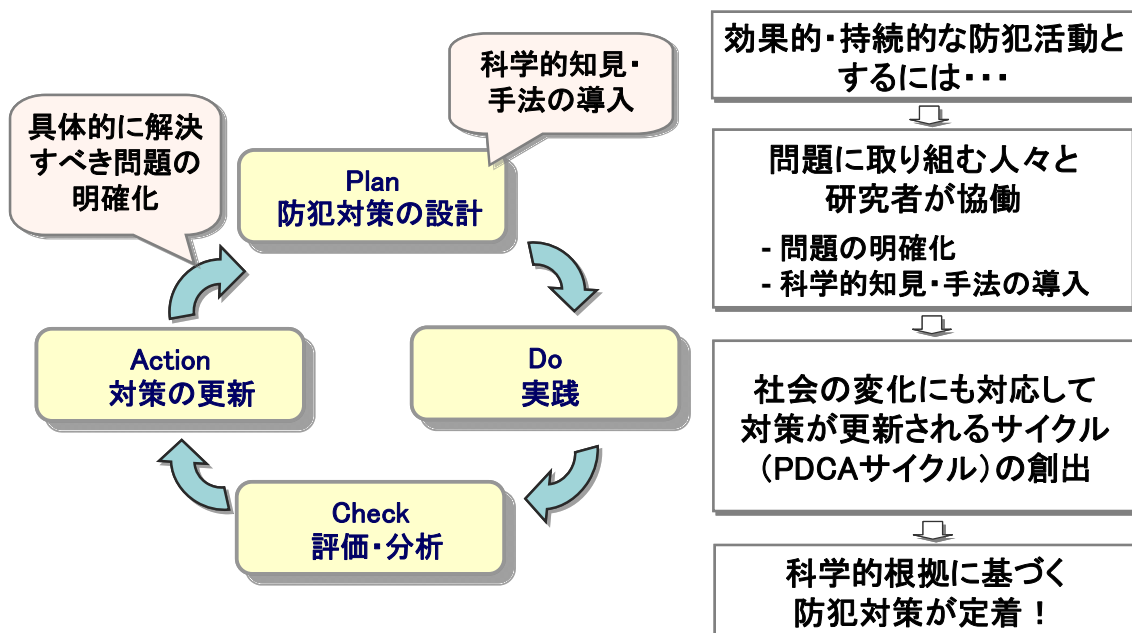 科学的知見・
手法の導入
具体的に解決
すべき問題の
明確化
Plan
防犯対策の設計
Do
実践
Check
評価・分析
Action
対策の更新
効果的・持続的な防犯活動と
するには・・・
問題に取り組む人々と
研究者が協働
- 問題の明確化
- 科学的知見・手法の導入
社会の変化にも対応して
対策が更新されるサイクル
(PDCAサイクル)の創出
科学的根拠に基づく
防犯対策が定着！